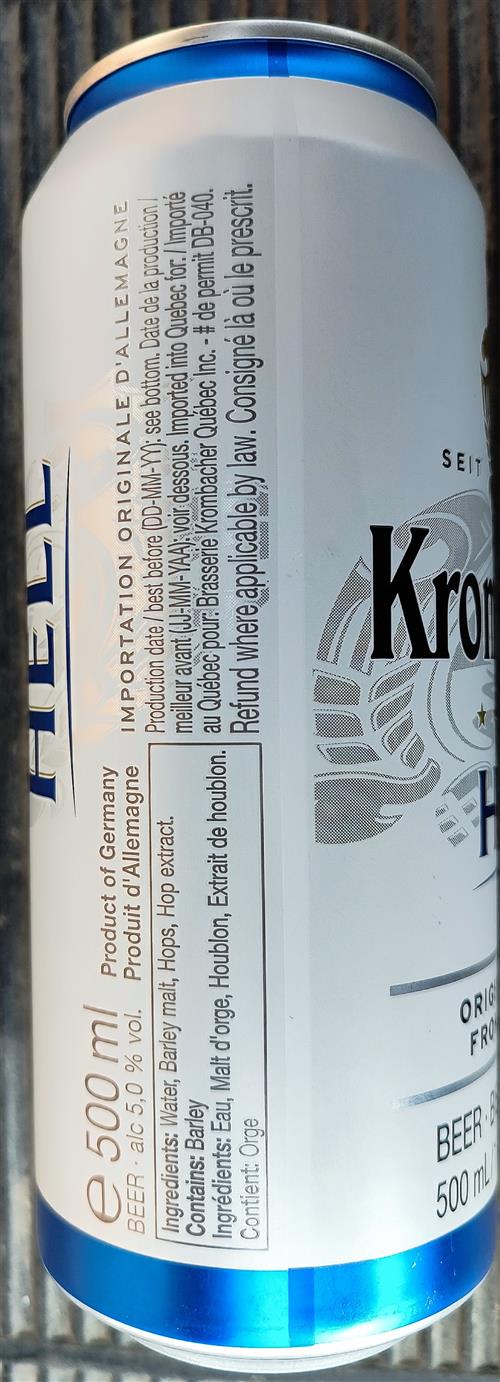 HELL
e 500 ml
BEER · alc 5,0 % vol.
Product of Germany
Produit d'Allemagne
IMPORTATION ORIGINALE D'ALLEMAGNE
Production date / best before (DD-MM-YY): see bottom. Date de la production /
meilleur avant (JJ-MM-YAA): voir dessous. Imported into Quebec for: / Importé
au Québec pour: Brasserie Krombacher Québec Inc. - # de permit DB-040.
Refund where applicable by law. Consigné là où le prescrit.
Ingredients: Water, Barley malt, Hops, Hop extract.
Contains: Barley
Ingrédients: Eau, Malt d'orge, Houblon, Extrait de houblon.
Contient: Orge
SEIT
Kro
H
ORIG
FRO
BEER · B
500 mL